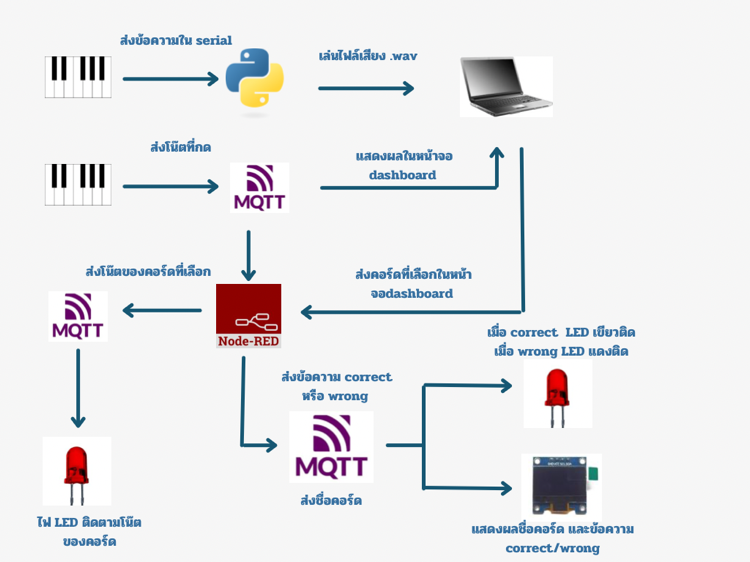 ส่งข้อความใน serial
เล่นไฟล์เสียง .wav
ส่งโน๊ตที่กด
แสดงผลในหน้าจอ
dashboard
MQTT
ส่งโน๊ตของคอร์ดที่เลือก
ส่งคอร์ดที่เลือกในหน้า
จอdashboard
MQTT
Node-RED
เมื่อ correct LED เขียวติด
เมื่อ wrong LED แดงติด
ส่งข้อความ correct
หรือ wrong
MQTT
ส่งชื่อคอร์ด
ไฟ LED ติดตามโน๊ต
ของคอร์ด
แสดงผลชื่อคอร์ด และข้อความ
correct/wrong